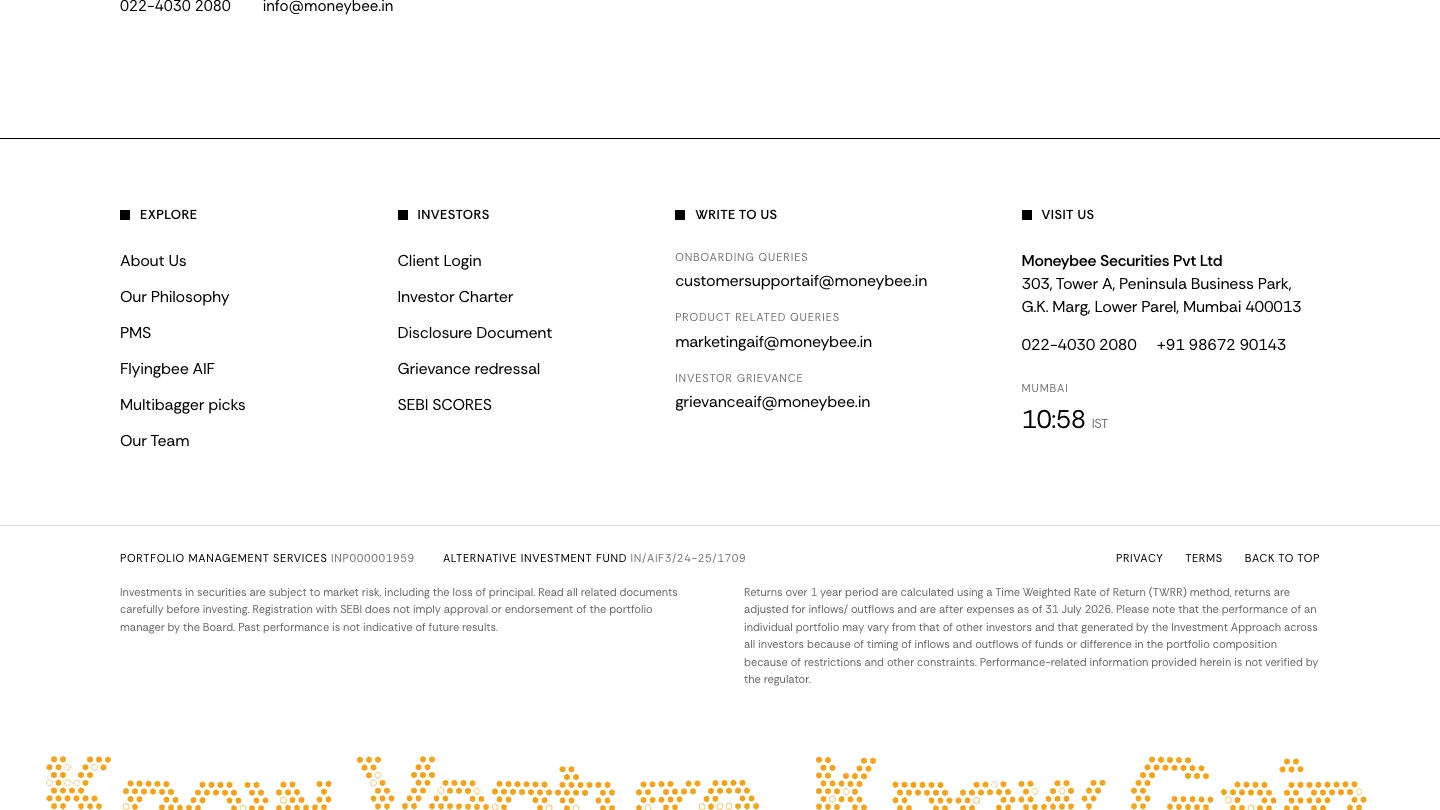 022-4030 2080 info@moneybee.in
EXPLORE
About Us
Our Philosophy
PMS
Flyingbee AIF
Multibagger picks
Our Team
INVESTORS
Client Login
Investor Charter
Disclosure Document
Grievance redressal
SEBI SCORES
WRITE TO US
ONBOARDING QUERIES
customersupportaif@moneybee.in
PRODUCT RELATED QUERIES
marketingaif@moneybee.in
INVESTOR GRIEVANCE
grievanceaif@moneybee.in
VISIT US
Moneybee Securities Pvt Ltd
303, Tower A, Peninsula Business Park,
G.K. Marg, Lower Parel, Mumbai 400013
022-4030 2080 +91 98672 90143
MUMBAI
10:58 IST
PORTFOLIO MANAGEMENT SERVICES INP000001959 ALTERNATIVE INVESTMENT FUND IN/AIF3/24-25/1709
PRIVACY TERMS BACK TO TOP
Investments in securities are subject to market risk, including the loss of principal. Read all related documents
carefully before investing. Registration with SEBI does not imply approval or endorsement of the portfolio
manager by the Board. Past performance is not indicative of future results.
Returns over 1 year period are calculated using a Time Weighted Rate of Return (TWRR) method, returns are
adjusted for inflows/ outflows and are after expenses as of 31 July 2026. Please note that the performance of an
individual portfolio may vary from that of other investors and that generated by the Investment Approach across
all investors because of timing of inflows and outflows of funds or difference in the portfolio composition
because of restrictions and other constraints. Performance-related information provided herein is not verified by
the regulator.